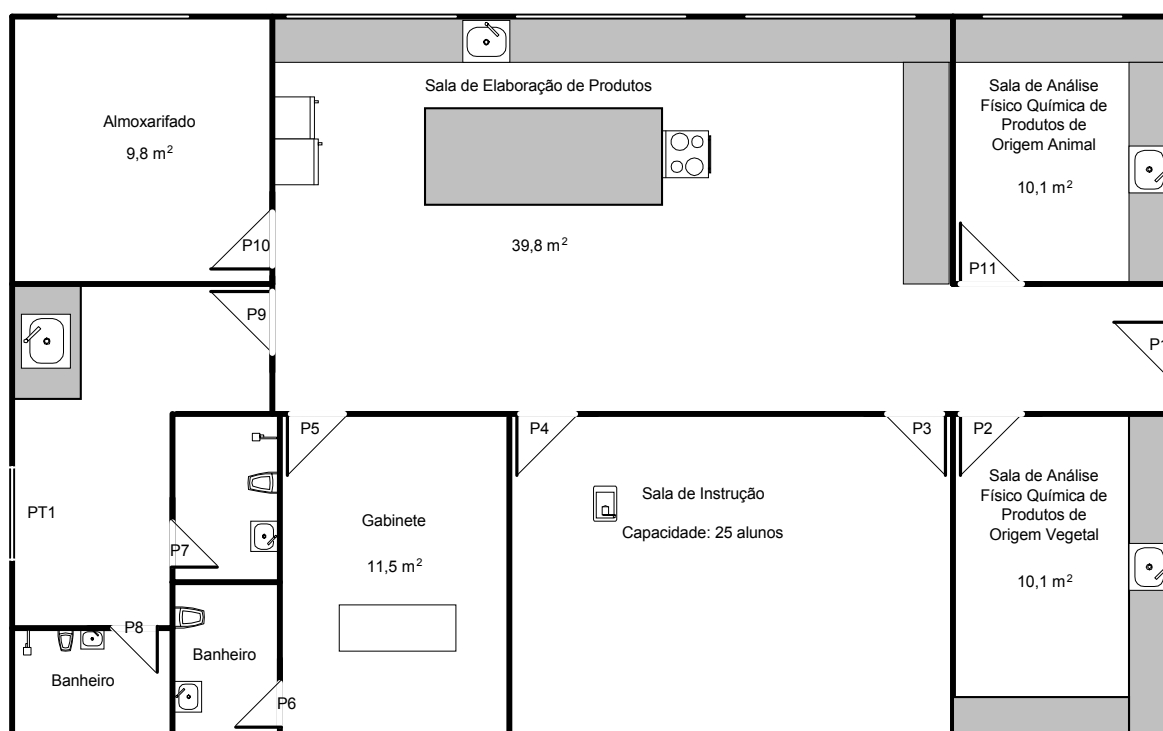 Almoxarifado
9,8 m²
P10
Sala de Elaboração de Produtos
39,8 m²
Sala de Análise
Físico Química de
Produtos de
Origem Animal
10,1 m²
P11
P9
P1
PT1
P7
P8
Banheiro
Banheiro
P6
P5
Gabinete
11,5 m²
P4
P3
Sala de Instrução
Capacidade: 25 alunos
P2
Sala de Análise
Físico Química de
Produtos de
Origem Vegetal
10,1 m²